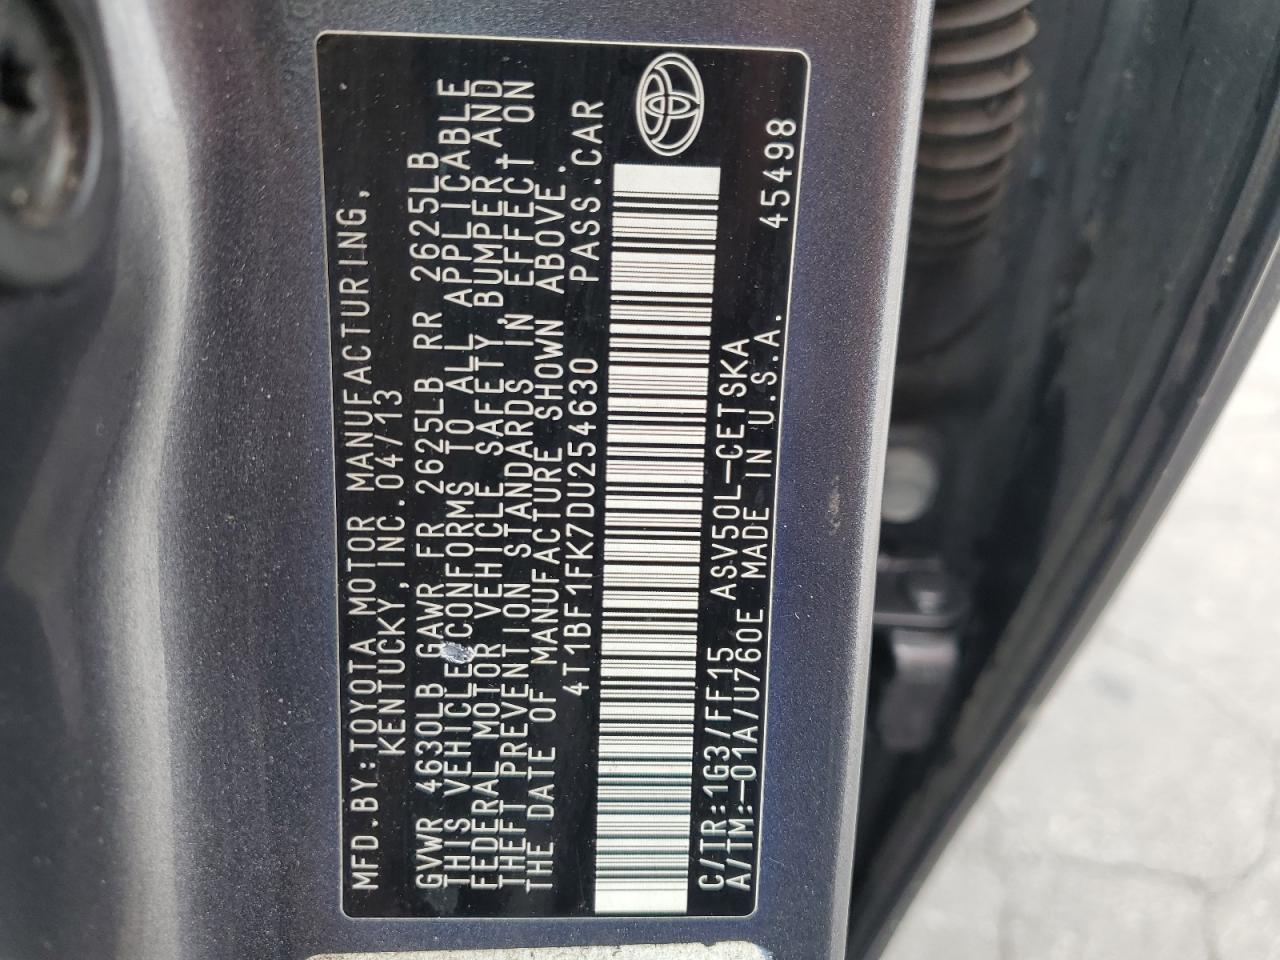 MFD.BY:TOYOTA MOTOR MANUFACTURING,
KENTUCKY, INC. 04/13
GVWR 4630LB GAWR FR 2625LB RR 2625LB
THIS VEHICLE CONFORMS TO ALL APPLICABLE
FEDERAL MOTOR VEHICLE SAFETY, BUMPER, AND
THEFT PREVENTION STANDARDS IN EFFECT ON
THE DATE OF MANUFACTURE SHOWN ABOVE.
4T1BF1FK7DU254630 PASS.CAR
C/TR:1G3/FF15 ASV50L-CETSKA
A/TM:-01A/U760E MADE IN U.S.A. 45498